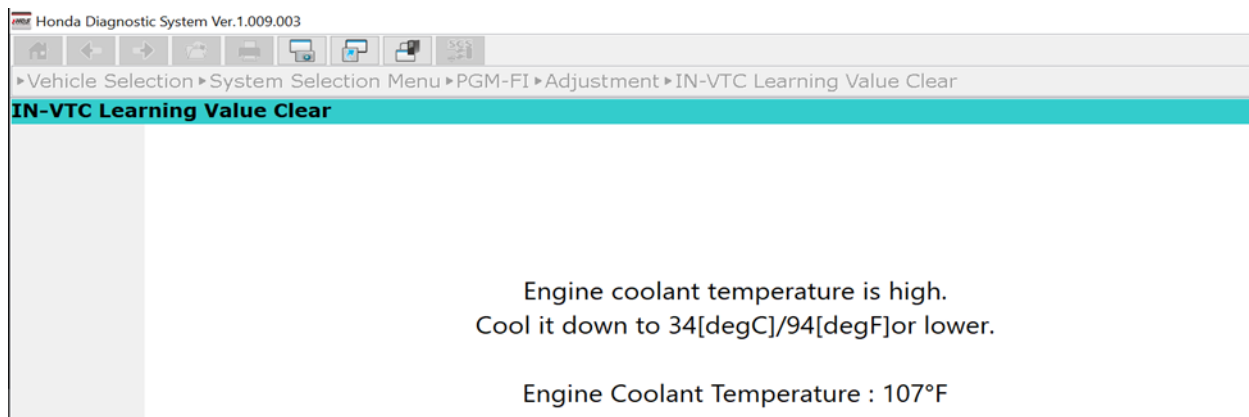 Honda Diagnostic System Ver.1.009.003
▸Vehicle Selection▸System Selection Menu▸PGM-FI▸Adjustment▸IN-VTC Learning Value Clear
IN-VTC Learning Value Clear
Engine coolant temperature is high.
Cool it down to 34[degC]/94[degF]or lower.
Engine Coolant Temperature : 107°F